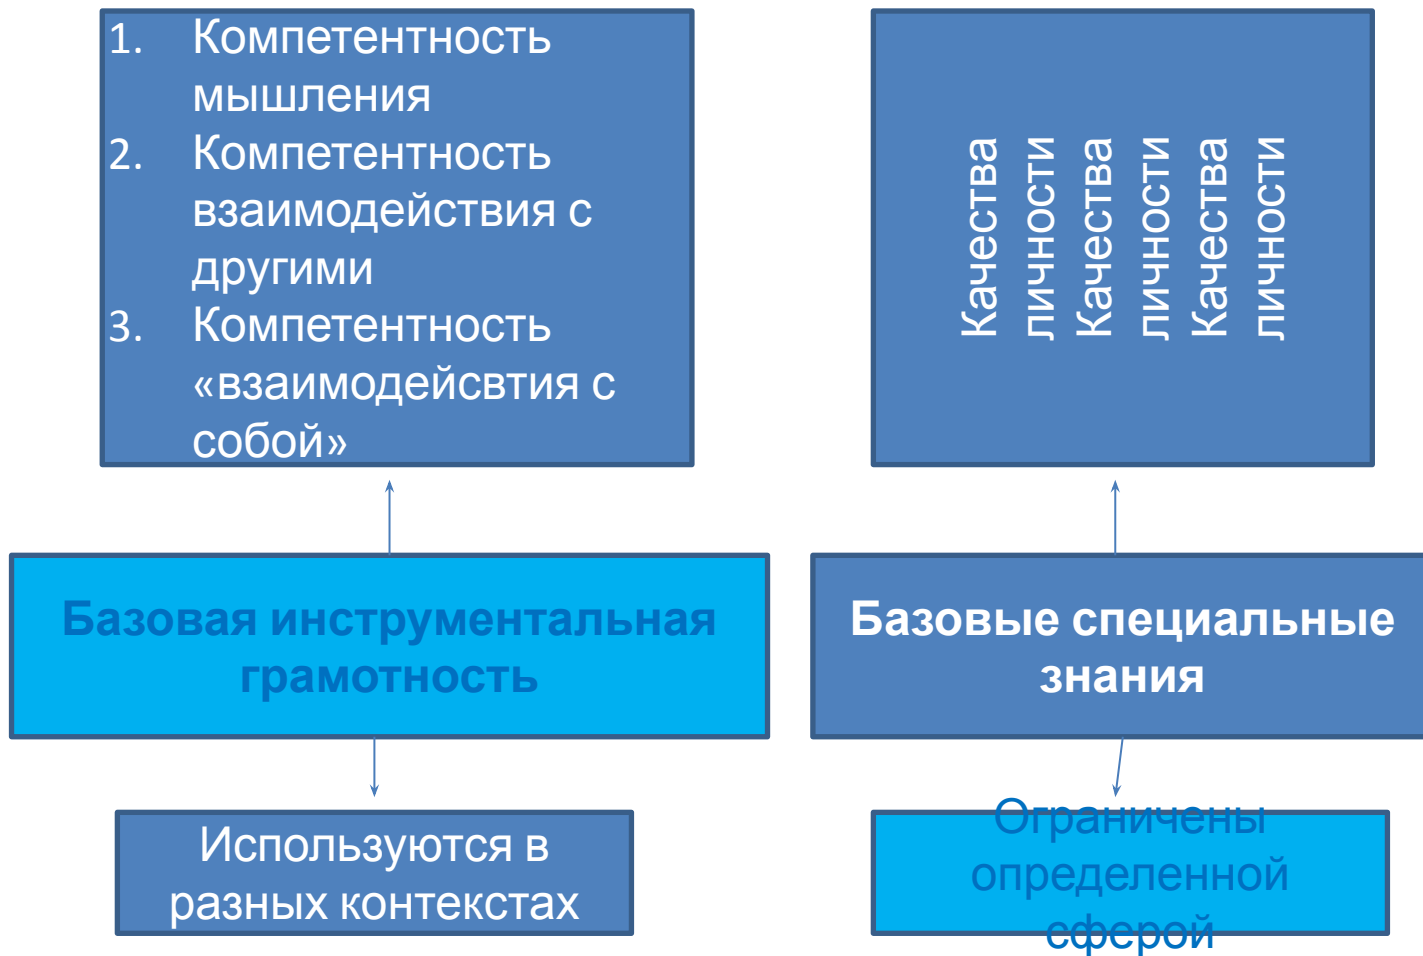 1. Компетентность
мышления
2. Компетентность
взаимодействия с
другими
3. Компетентность
«взаимодейсвтия с
собой»
Качества
личности
Качества
личности
Качества
личности
Базовая инструментальная
грамотность
Базовые специальные
знания
Используются в
разных контекстах
Ограничены
определенной
сферой